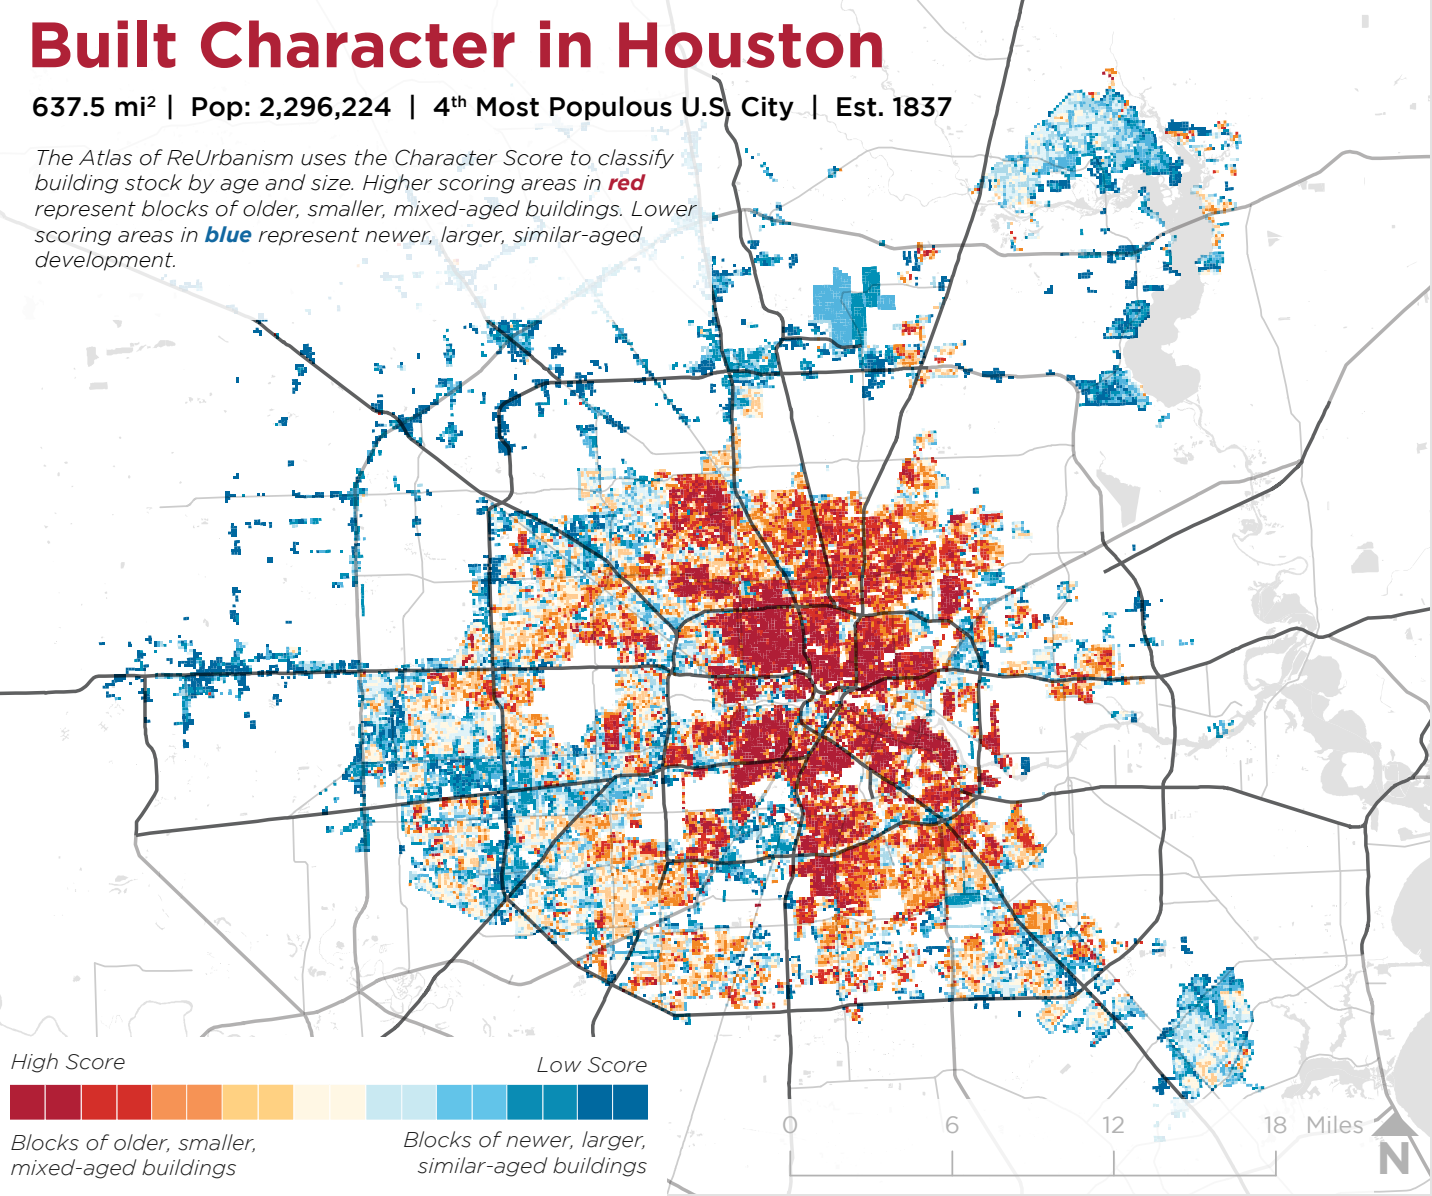 Built Character in Houston
637.5 mi² | Pop: 2,296,224 | 4th Most Populous U.S. City | Est. 1837
The Atlas of ReUrbanism uses the Character Score to classify
building stock by age and size. Higher scoring areas in red
represent blocks of older, smaller, mixed-aged buildings. Lower
scoring areas in blue represent newer, larger, similar-aged
development.
High Score
Low Score
Blocks of older, smaller,
mixed-aged buildings
Blocks of newer, larger,
similar-aged buildings
0 6 12 18 Miles
N